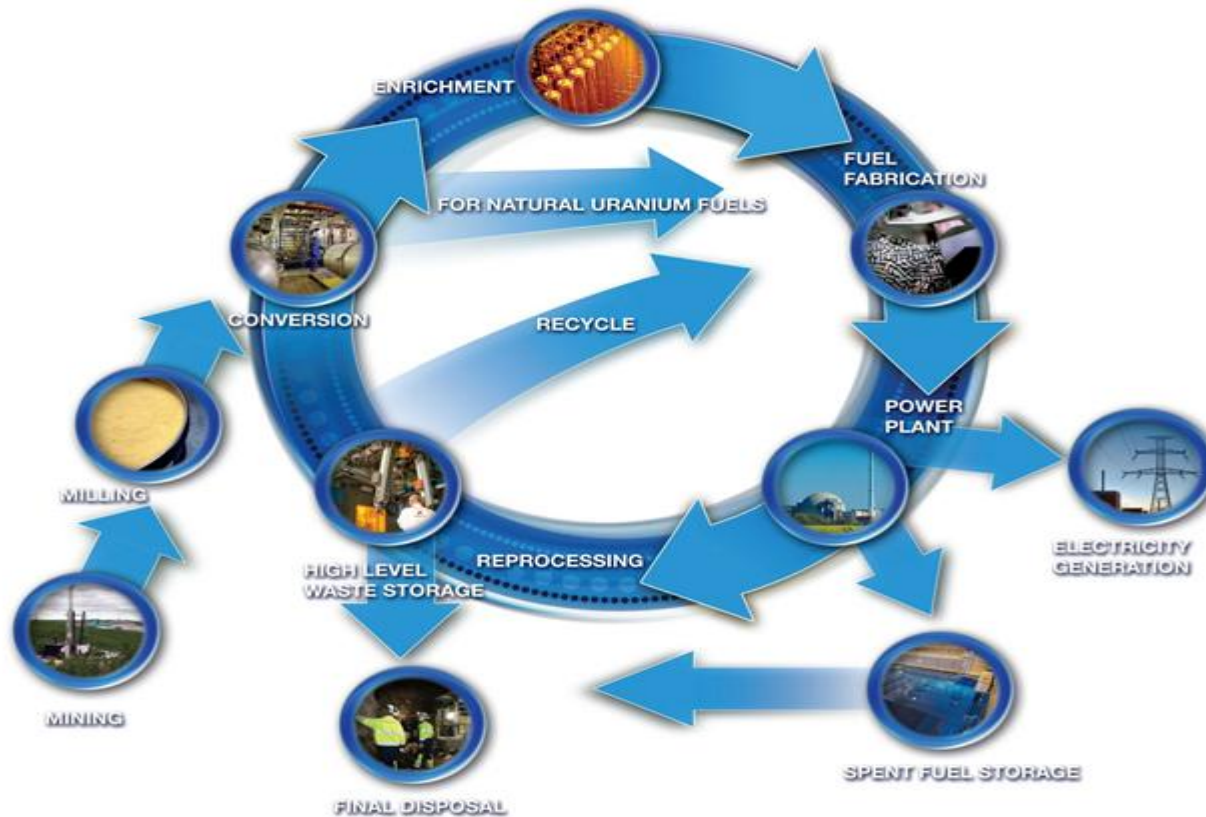 ENRICHMENT
FUEL
FABRICATION
FOR NATURAL URANIUM FUELS
CONVERSION
RECYCLE
POWER
PLANT
MILLING
ELECTRICITY
GENERATION
REPROCESSING
HIGH LEVEL
WASTE STORAGE
MINING
SPENT FUEL STORAGE
FINAL DISPOSAL